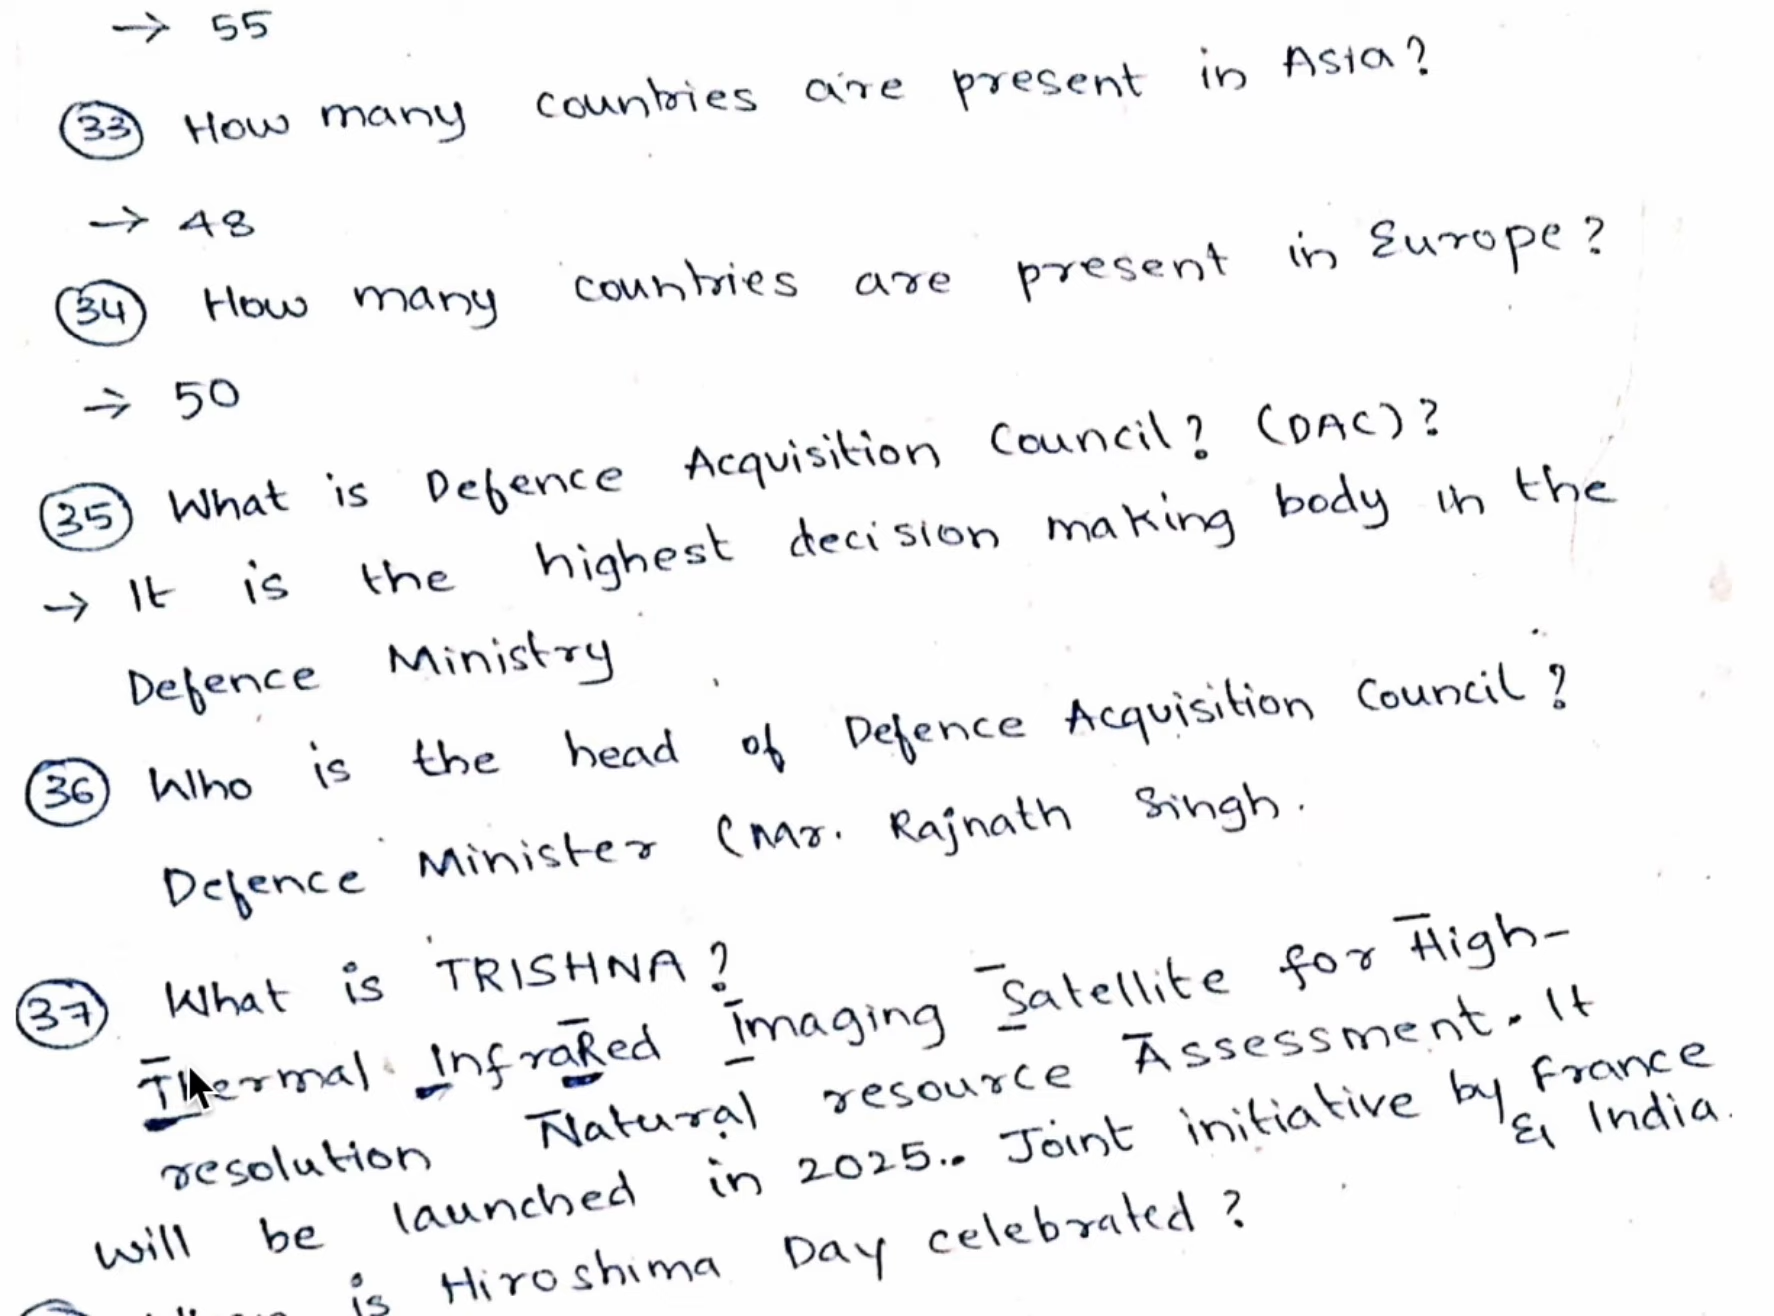 → 55
33 How many countries are present in Asia?
→ 48
34 How many countries are present in Europe?
→ 50
35 What is Defence Acquisition Council? (DAC)?
→ It is the highest decision making body in the
Defence Ministry
36 Who is the head of Defence Acquisition Council?
Defence Minister (Mr. Rajnath Singh.
37 What is TRISHNA?
Thermal InfraRed Imaging Satellite for High-
resolution Natural resource Assessment. It
will be launched in 2025. Joint initiative by France
& India.
is Hiroshima Day celebrated?